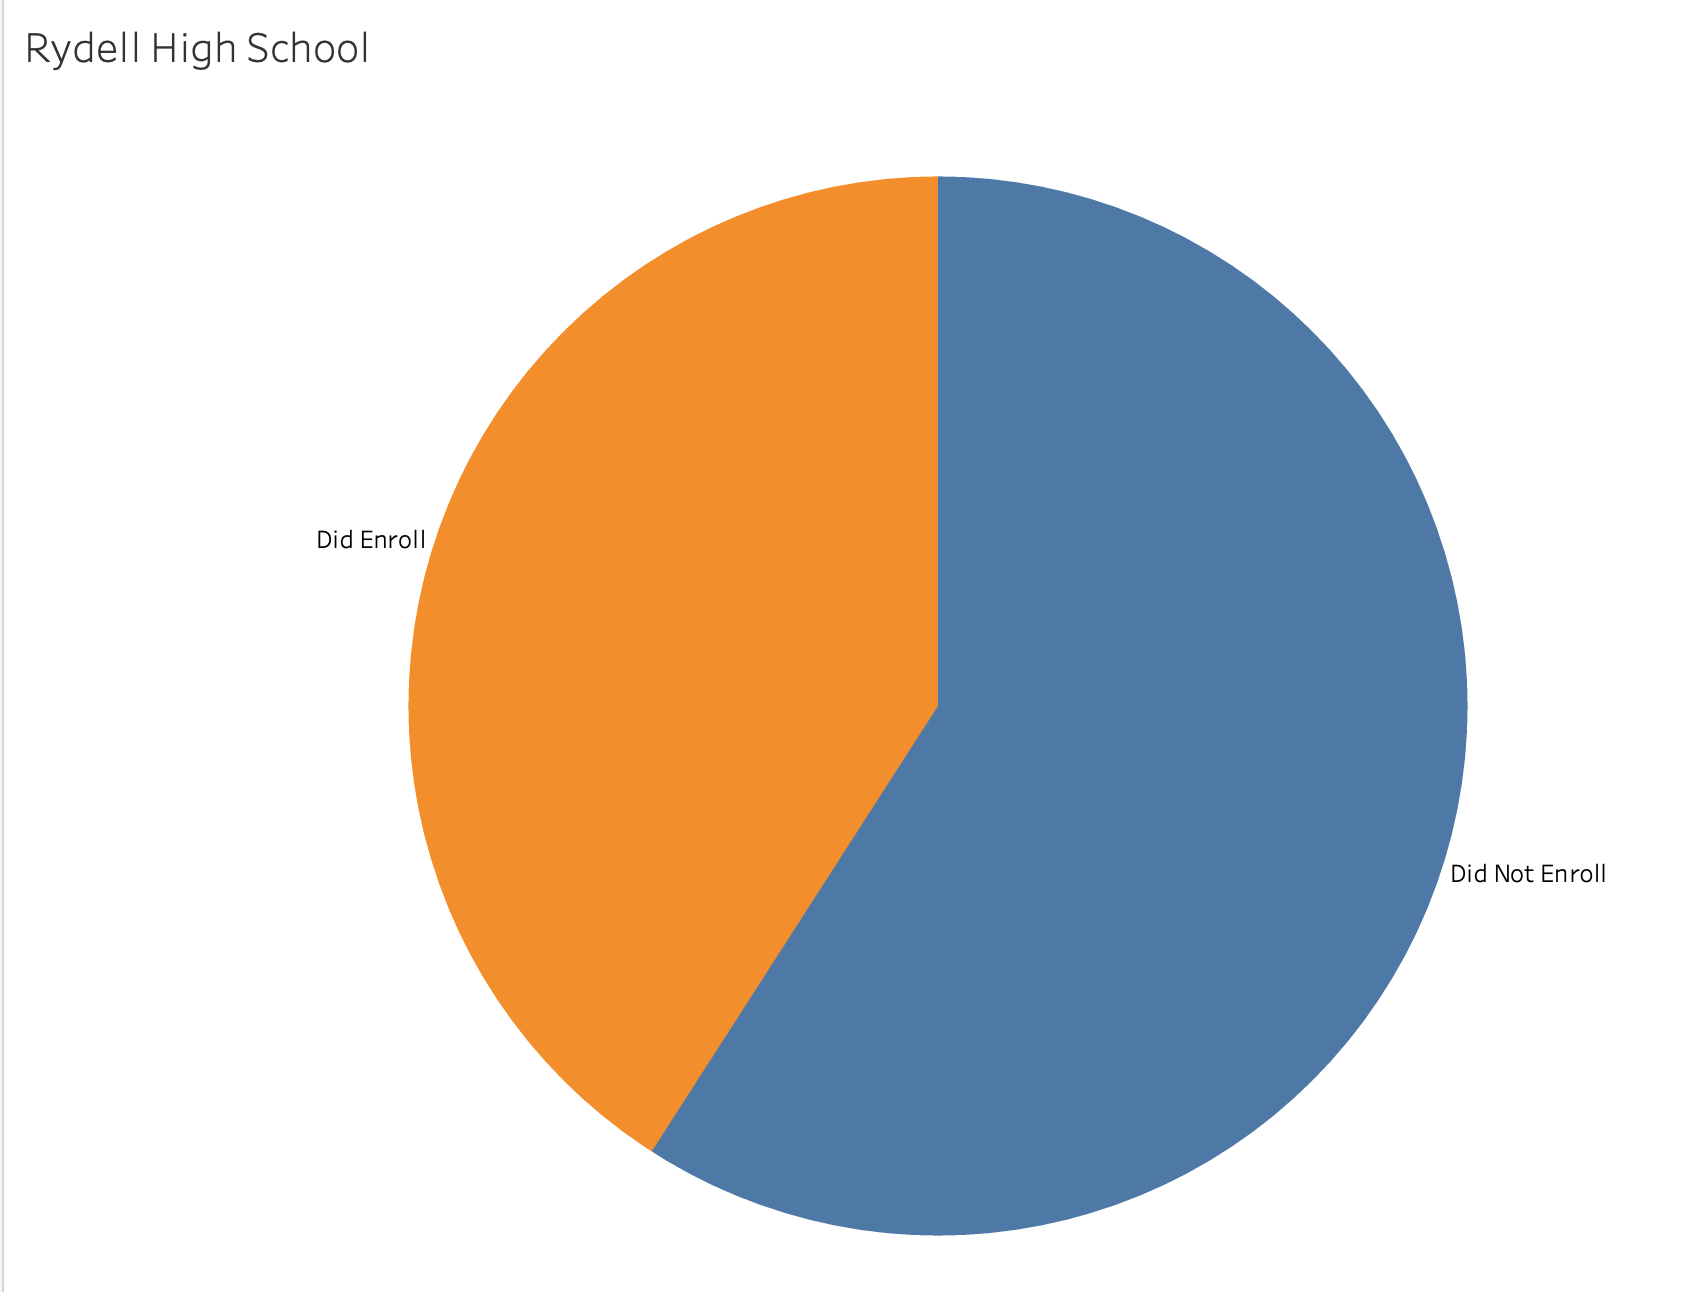 Rydell High School
Did Enroll
Did Not Enroll